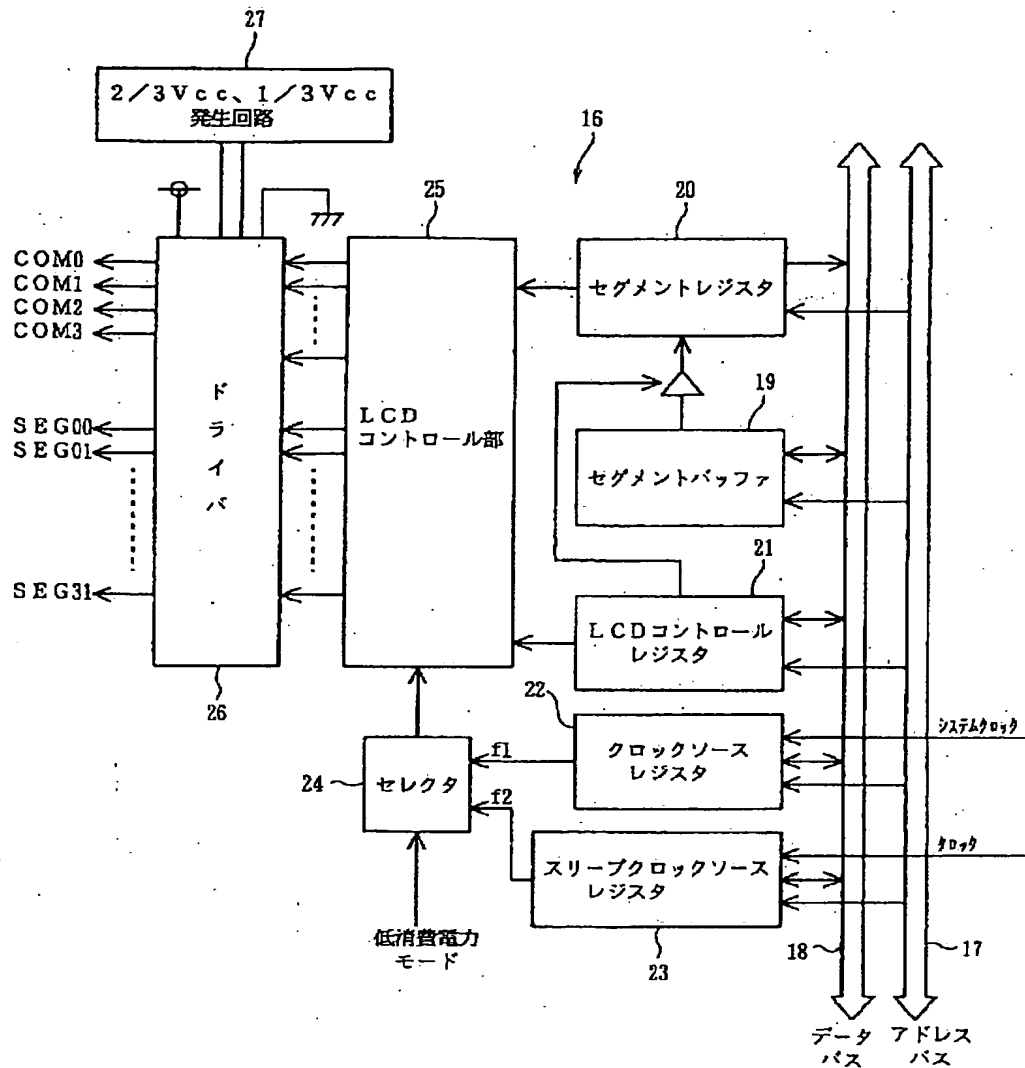 27
2／3Vcc、1／3Vcc
発生回路
16
25
20
COM0
COM1
COM2
COM3
セグメントレジスタ
19
ドライバ
LCD
コントロール部
SEG00
SEG01
セグメントバッファ
21
SEG31
LCDコントロール
レジスタ
26
22
システムクロック
24
セレクタ
f1
f2
クロックソース
レジスタ
クロック
スリープクロックソース
レジスタ
低消費電力
モード
23
18
17
データ
バス
アドレス
バス